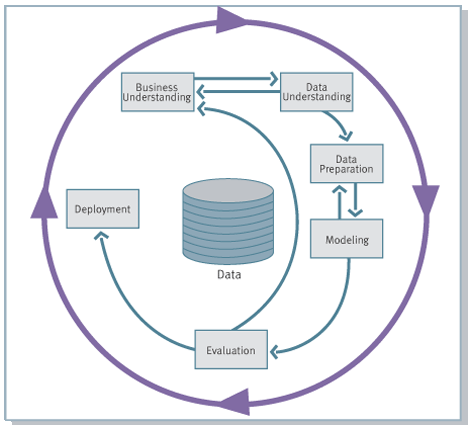 Business
Understanding
Data
Understanding
Data
Preparation
Deployment
Modeling
Data
Evaluation